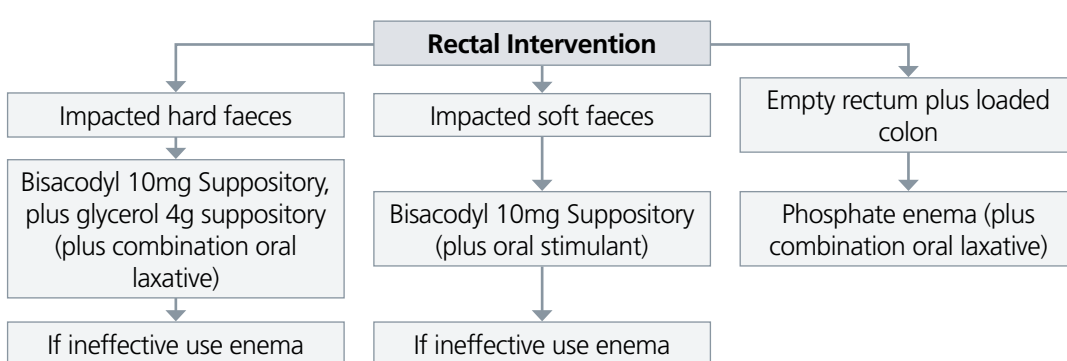 Rectal Intervention
Impacted hard faeces
Bisacodyl 10mg Suppository,
plus glycerol 4g suppository
(plus combination oral
laxative)
If ineffective use enema
Impacted soft faeces
Bisacodyl 10mg Suppository
(plus oral stimulant)
If ineffective use enema
Empty rectum plus loaded
colon
Phosphate enema (plus
combination oral laxative)